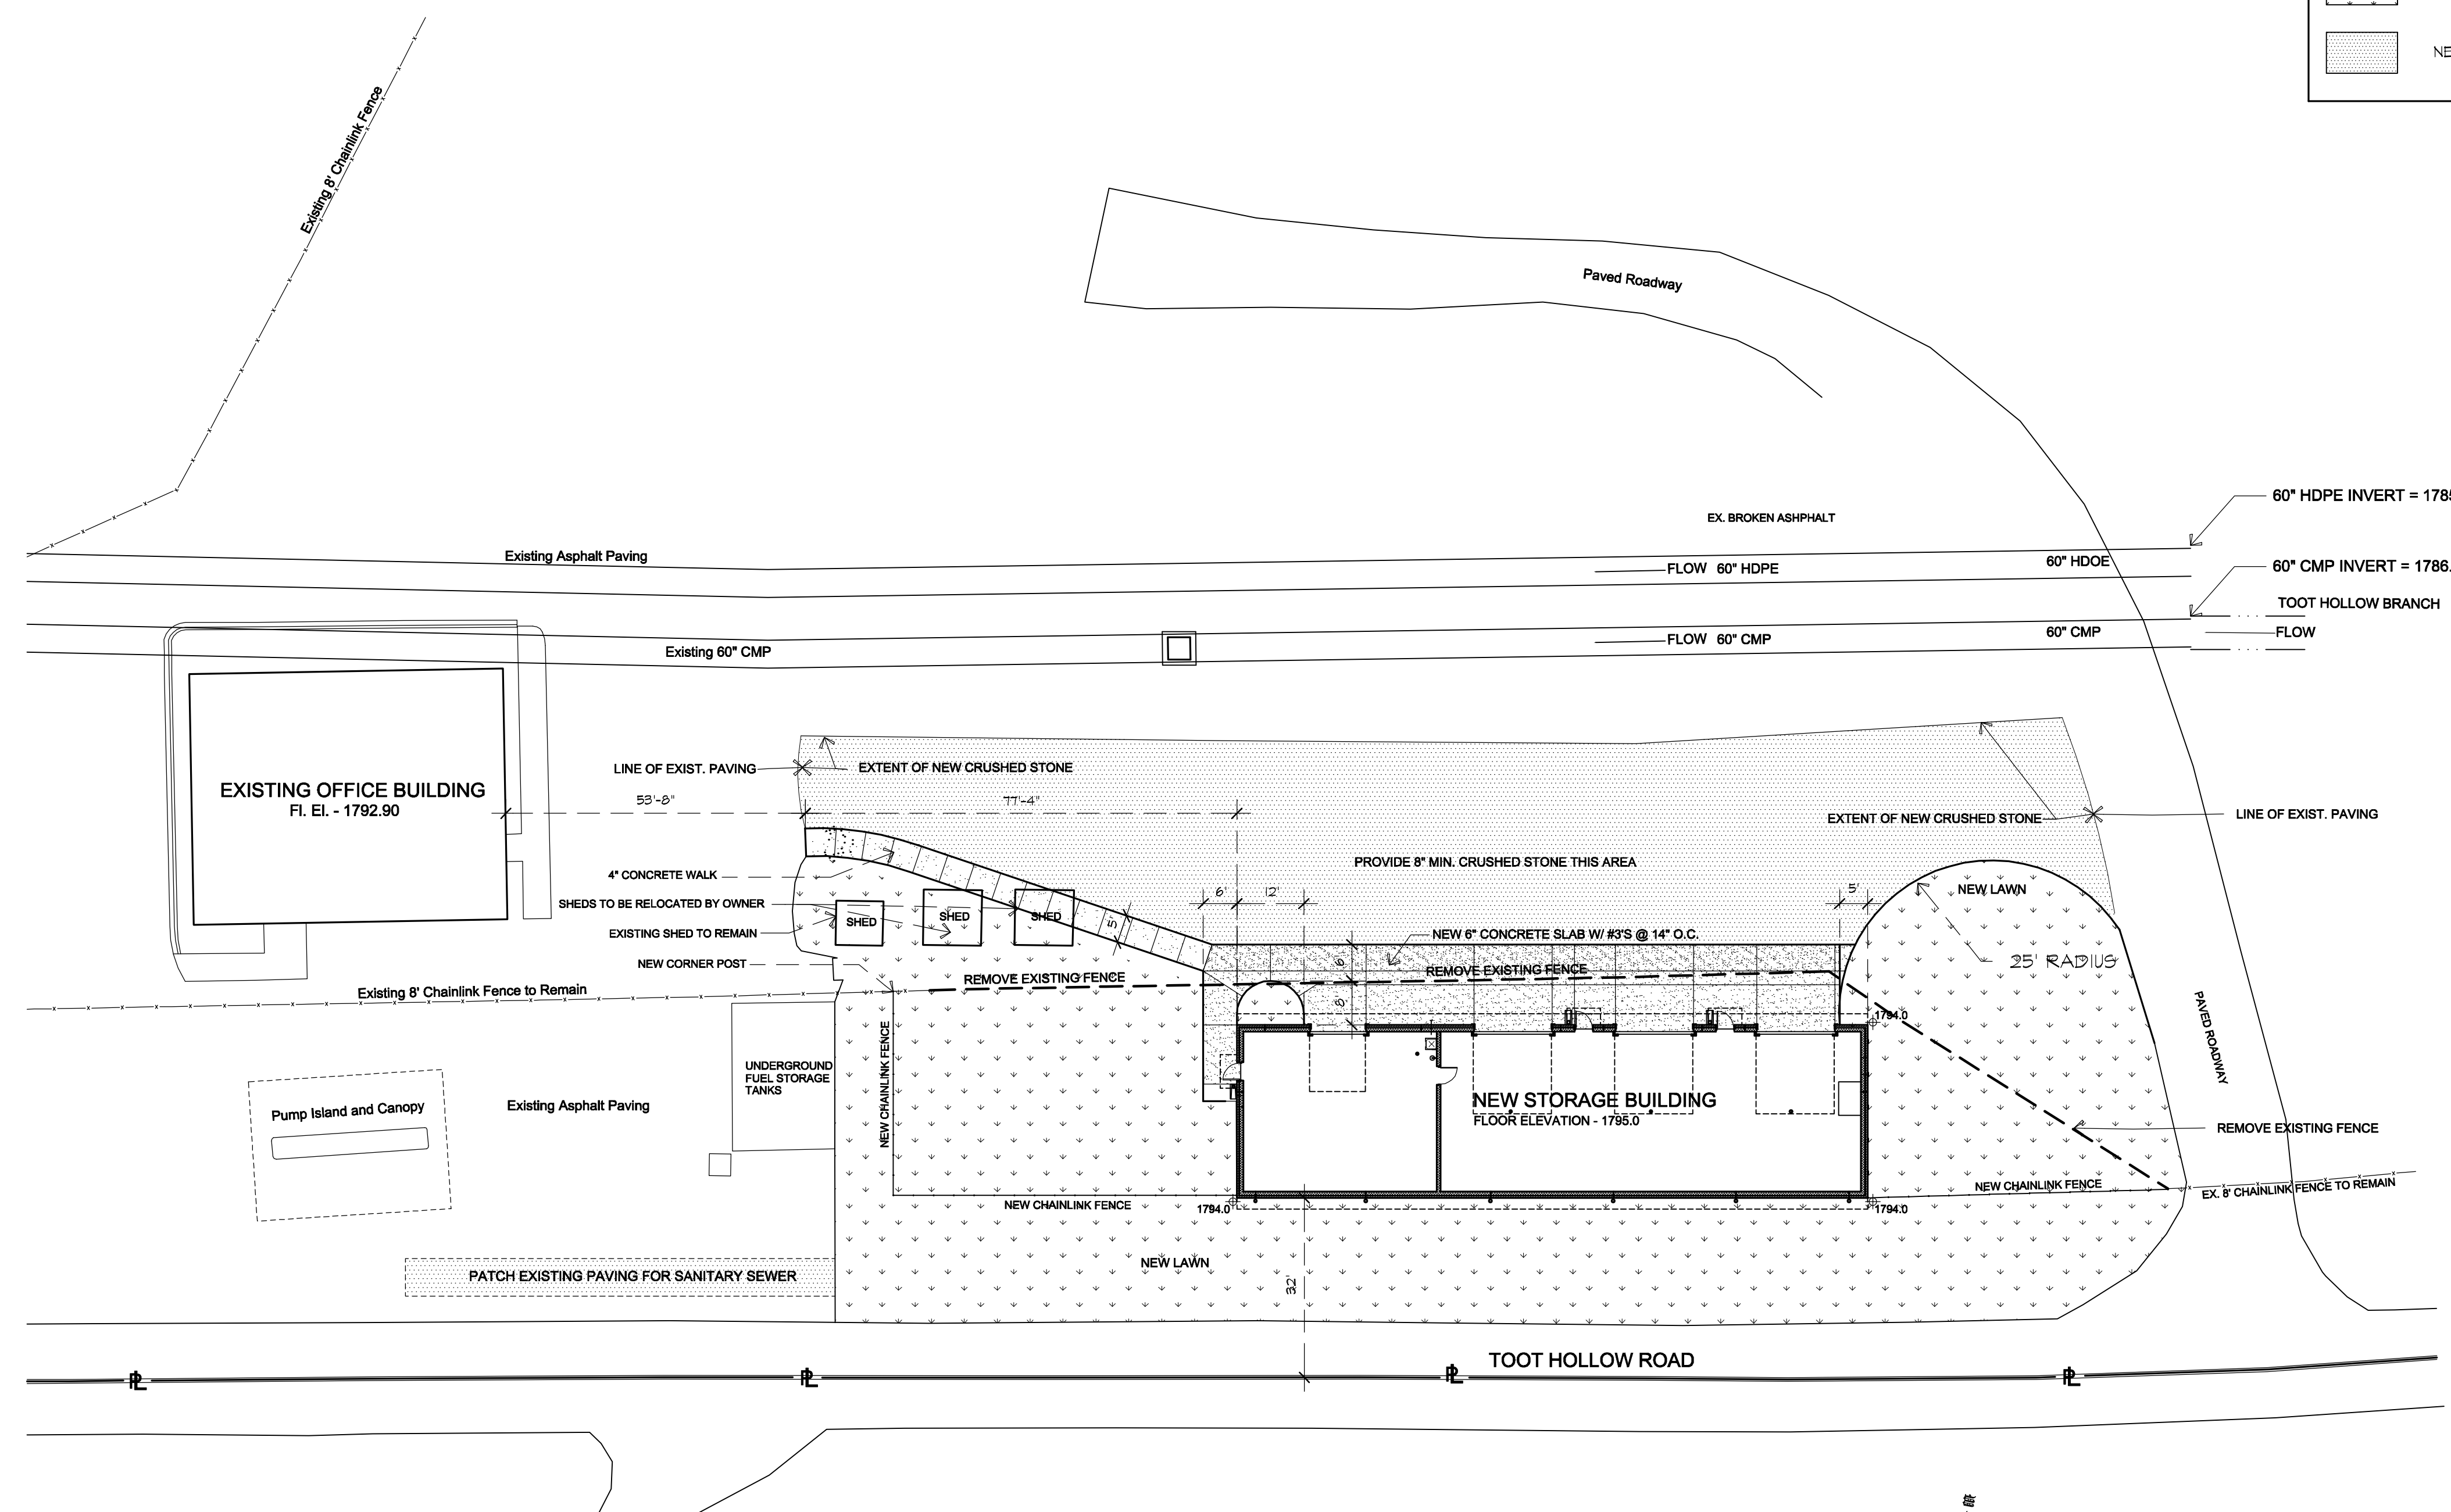 NE
Existing 8' Chainlink Fence
Paved Roadway
60" HDPE INVERT = 178
EX. BROKEN ASHPHALT
Existing Asphalt Paving
60" HDOE
FLOW 60" HDPE
60" CMP INVERT = 1786.
TOOT HOLLOW BRANCH
60" CMP
FLOW
FLOW 60" CMP
Existing 60" CMP
LINE OF EXIST. PAVING
EXTENT OF NEW CRUSHED STONE
EXISTING OFFICE BUILDING
Fl. El. - 1792.90
53'-8"
77'-4"
EXTENT OF NEW CRUSHED STONE
LINE OF EXIST. PAVING
PROVIDE 8" MIN. CRUSHED STONE THIS AREA
4" CONCRETE WALK
6'
12'
5'
NEW LAWN
SHEDS TO BE RELOCATED BY OWNER
SHED
SHED
SHED
5'
EXISTING SHED TO REMAIN
NEW 6" CONCRETE SLAB W/ #3'S @ 14" O.C.
NEW CORNER POST
6'
25' RADIUS
REMOVE EXISTING FENCE
REMOVE EXISTING FENCE
Existing 8' Chainlink Fence to Remain
8'
1794.0
NEW CHAINLINK FENCE
PAVED ROADWAY
UNDERGROUND
FUEL STORAGE
TANKS
Pump Island and Canopy
Existing Asphalt Paving
NEW STORAGE BUILDING
FLOOR ELEVATION - 1795.0
REMOVE EXISTING FENCE
NEW CHAINLINK FENCE
EX. 8' CHAINLINK FENCE TO REMAIN
NEW CHAINLINK FENCE
1794.0
1794.0
NEW LAWN
PATCH EXISTING PAVING FOR SANITARY SEWER
32'
TOOT HOLLOW ROAD
PL
PL
PL
PL